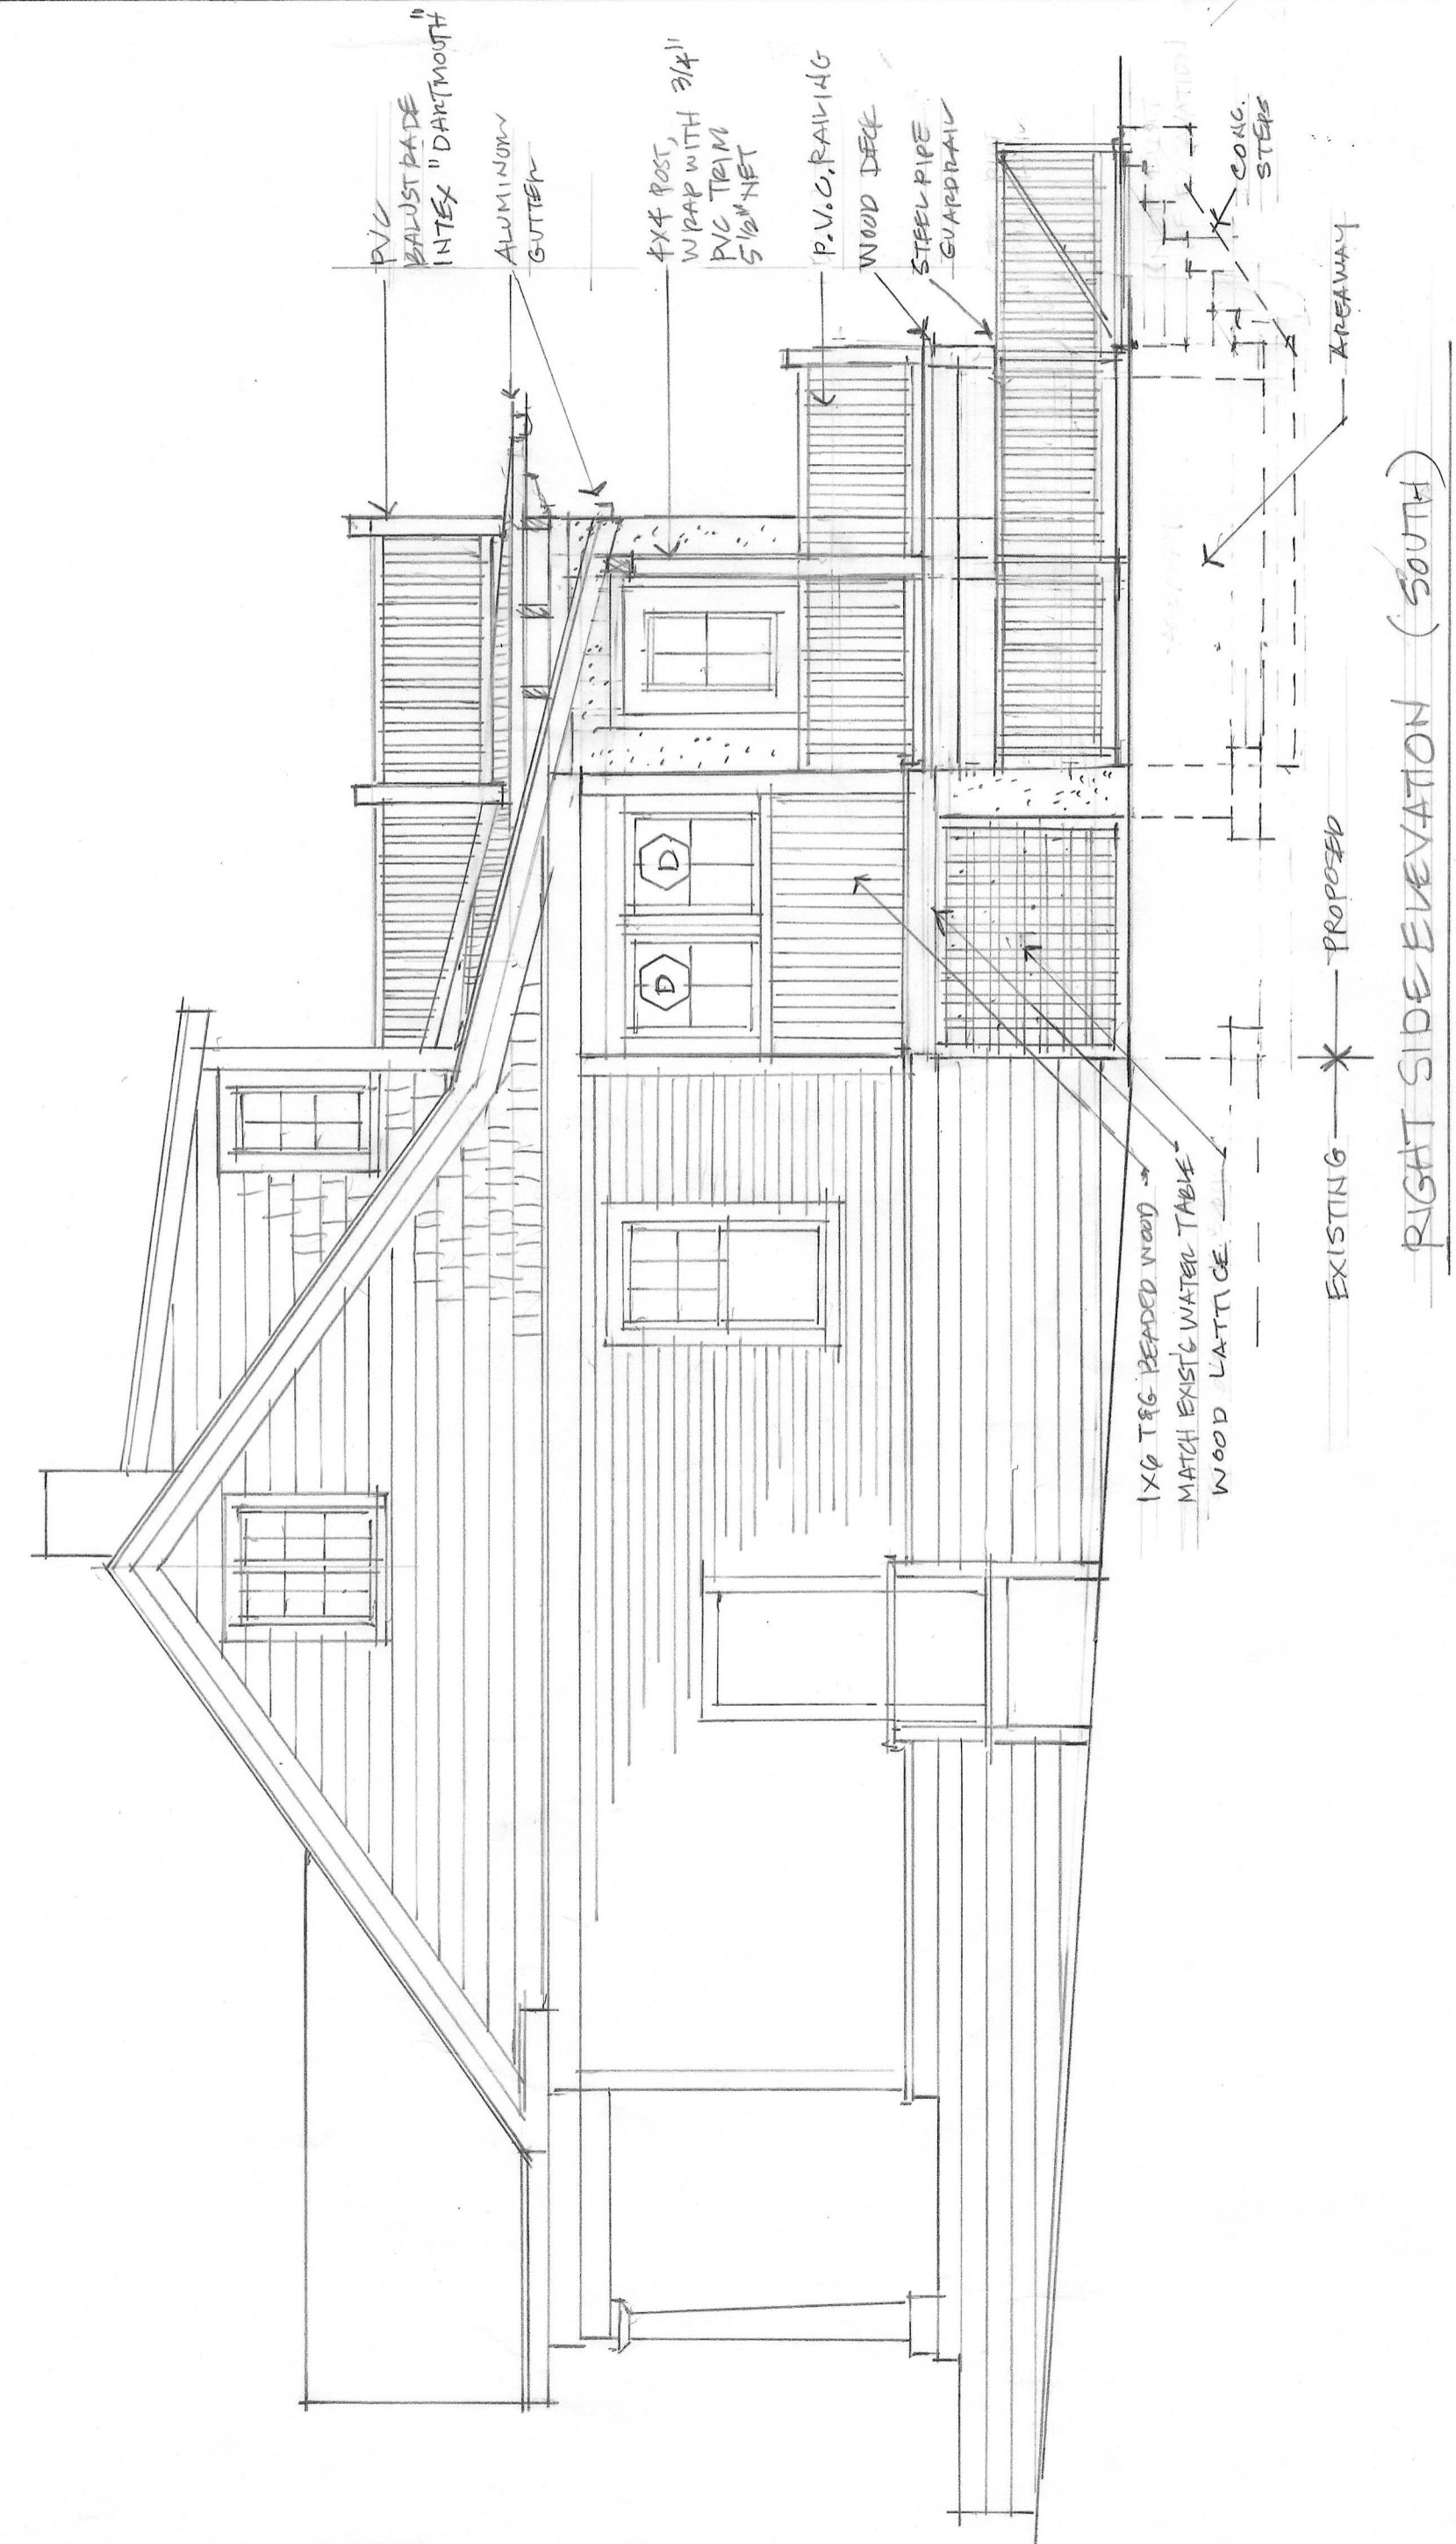 PVC
BALUSTRADE
INTEX "DARTMOUTH"
ALUMINUM
GUTTER
4X4 POST,
WRAP WITH 3/4"
PVC TRIM
5 1/2" NET
P.V.C. RAILING
WOOD DECK
STEEL PIPE
GUARDRAIL
CONC.
STEPS
AREAWAY
D
D
1X6 T&G BEADED WOOD
MATCH EXIST'G WATER TABLE
WOOD LATTICE
EXISTING
PROPOSED
RIGHT SIDE ELEVATION (SOUTH)